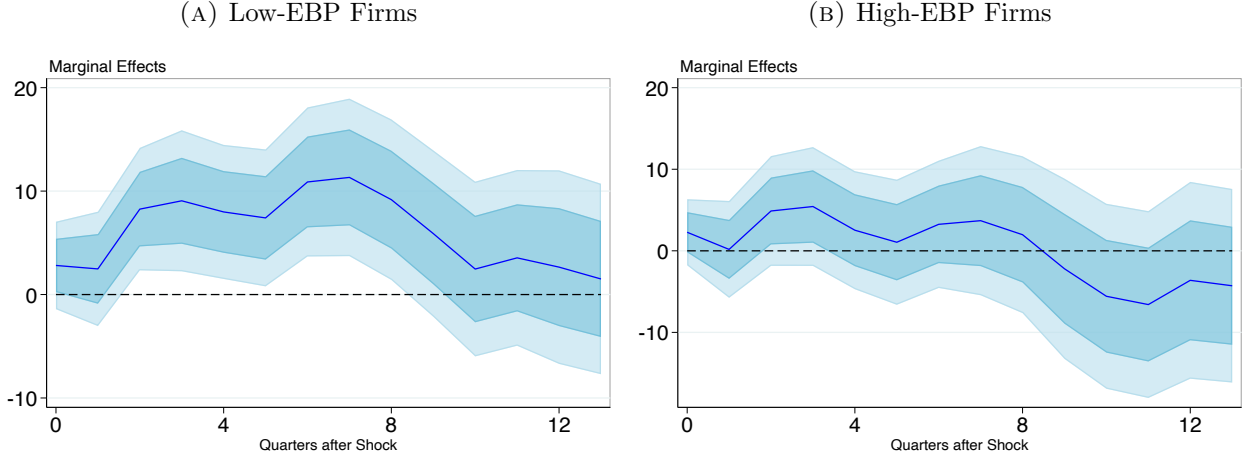 (A) Low-EBP Firms
Marginal Effects
20
10
0
-10
0 4 8 12
Quarters after Shock
(B) High-EBP Firms
Marginal Effects
20
10
0
-10
0 4 8 12
Quarters after Shock